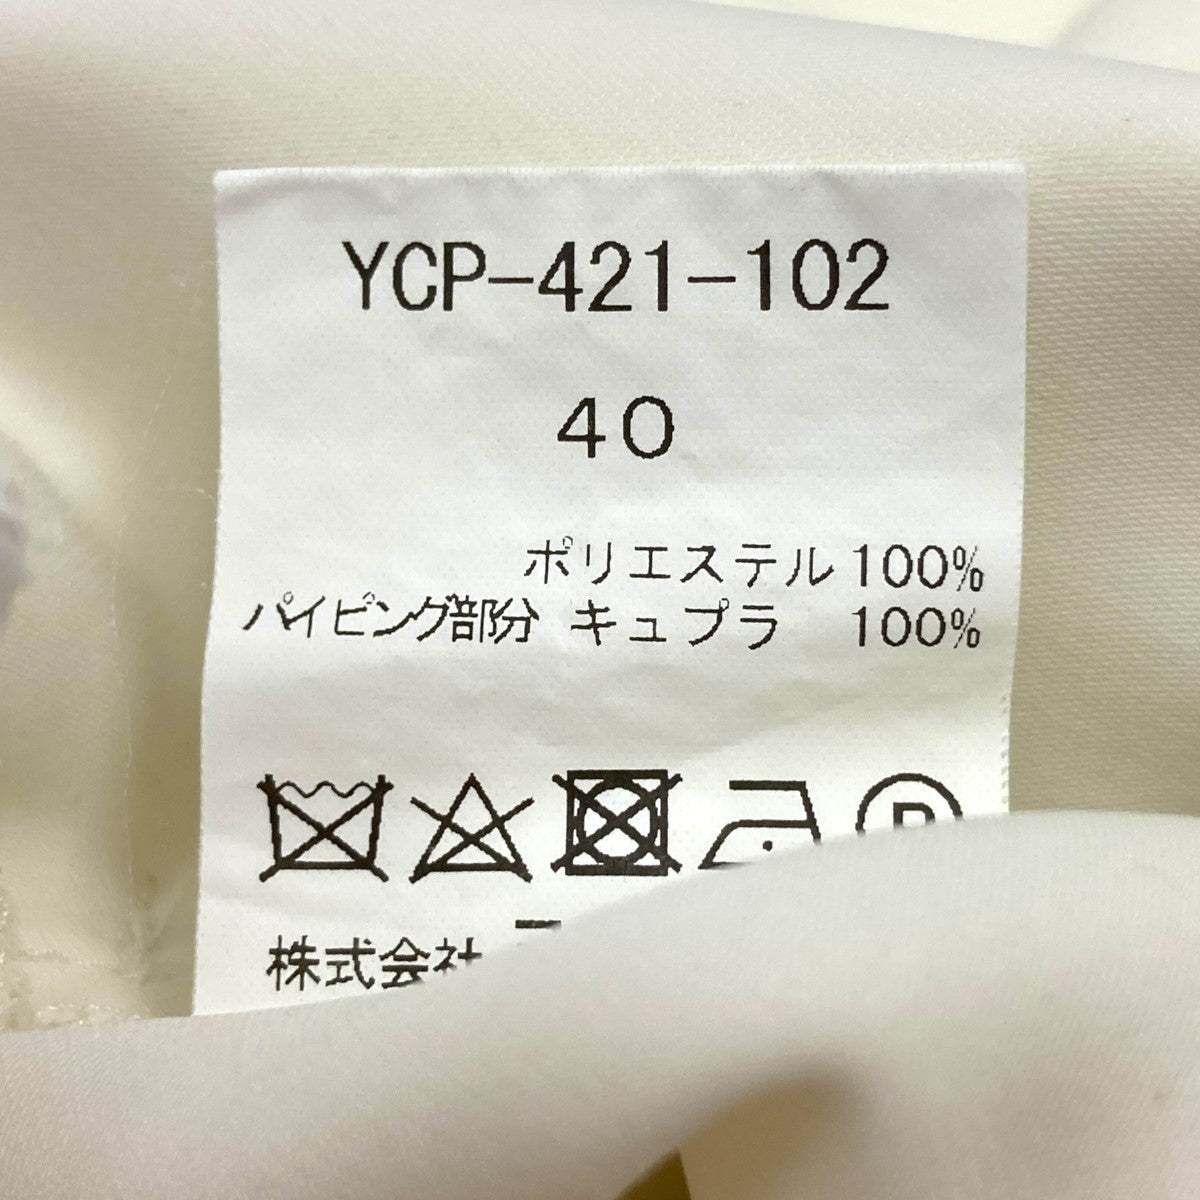 YCP-421-102
40
ポリエステル 100%
パイピング部分 キュプラ 100%
P
株式会社